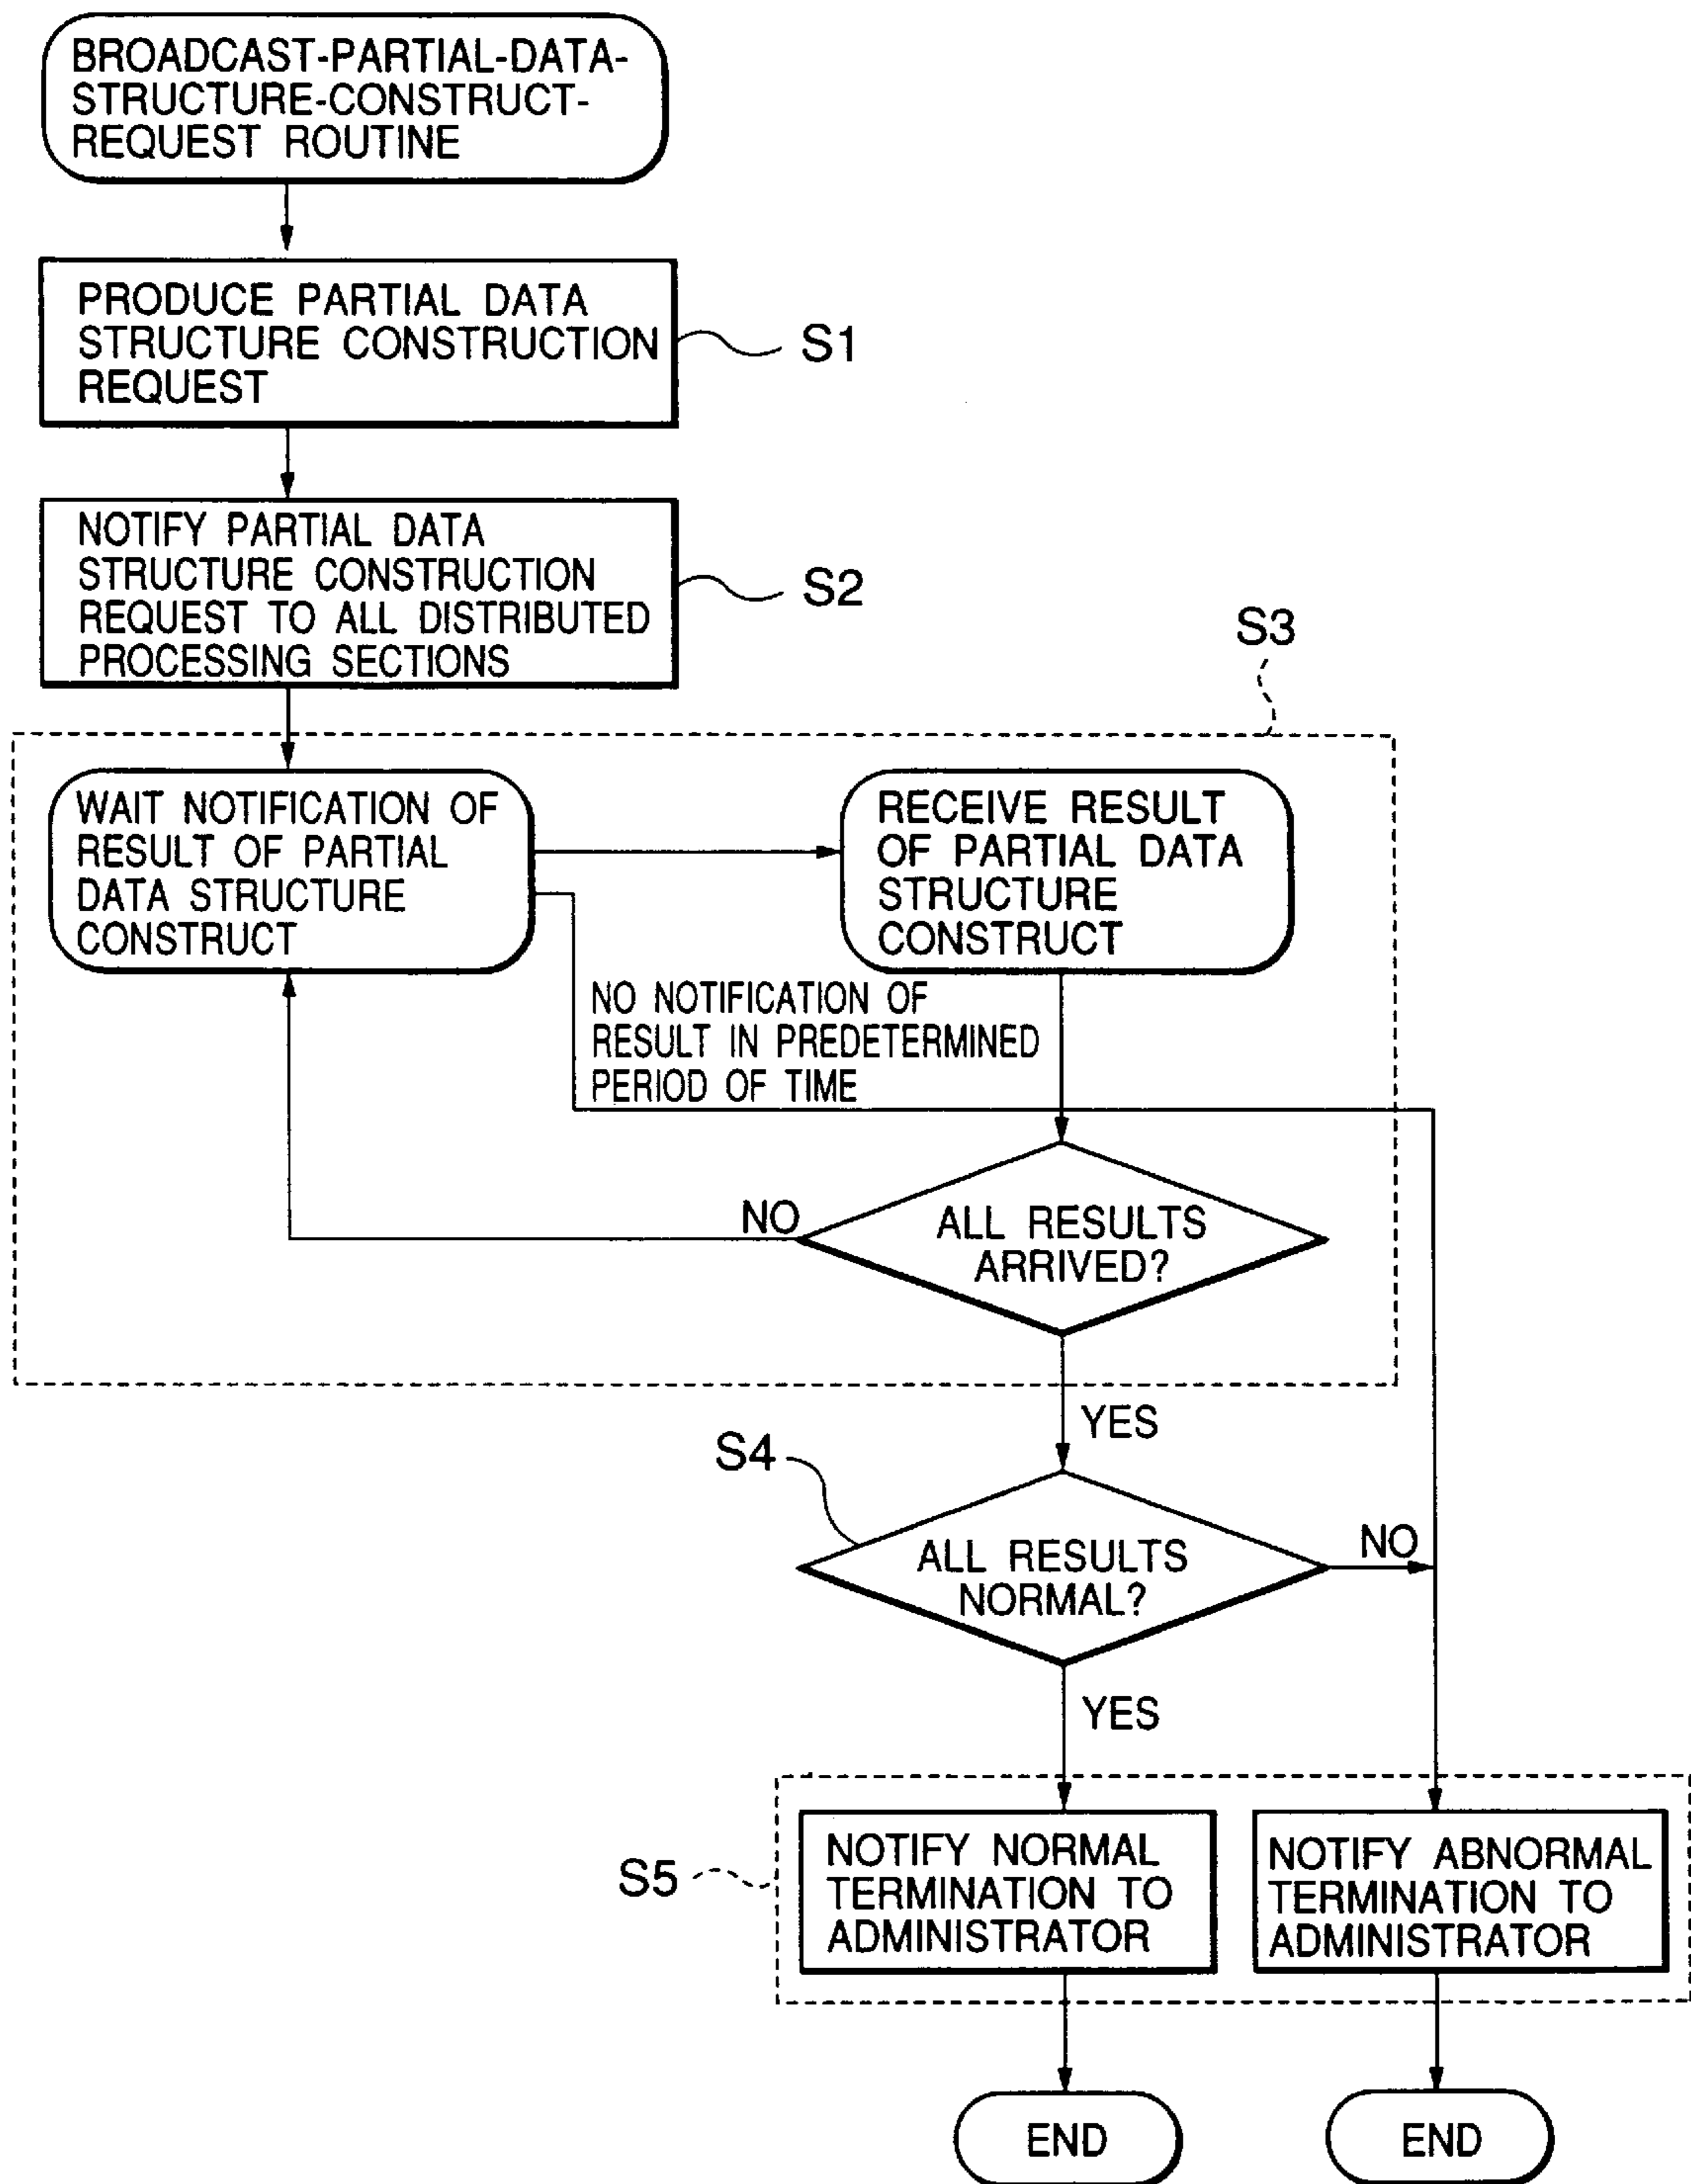 BROADCAST-PARTIAL-DATA-
STRUCTURE-CONSTRUCT-
REQUEST ROUTINE
PRODUCE PARTIAL DATA
STRUCTURE CONSTRUCTION
REQUEST
S1
NOTIFY PARTIAL DATA
STRUCTURE CONSTRUCTION
REQUEST TO ALL DISTRIBUTED
PROCESSING SECTIONS
S2
S3
WAIT NOTIFICATION OF
RESULT OF PARTIAL
DATA STRUCTURE
CONSTRUCT
RECEIVE RESULT
OF PARTIAL DATA
STRUCTURE
CONSTRUCT
NO NOTIFICATION OF
RESULT IN PREDETERMINED
PERIOD OF TIME
NO
ALL RESULTS
ARRIVED?
YES
S4
ALL RESULTS
NORMAL?
NO
YES
S5
NOTIFY NORMAL
TERMINATION TO
ADMINISTRATOR
NOTIFY ABNORMAL
TERMINATION TO
ADMINISTRATOR
END
END